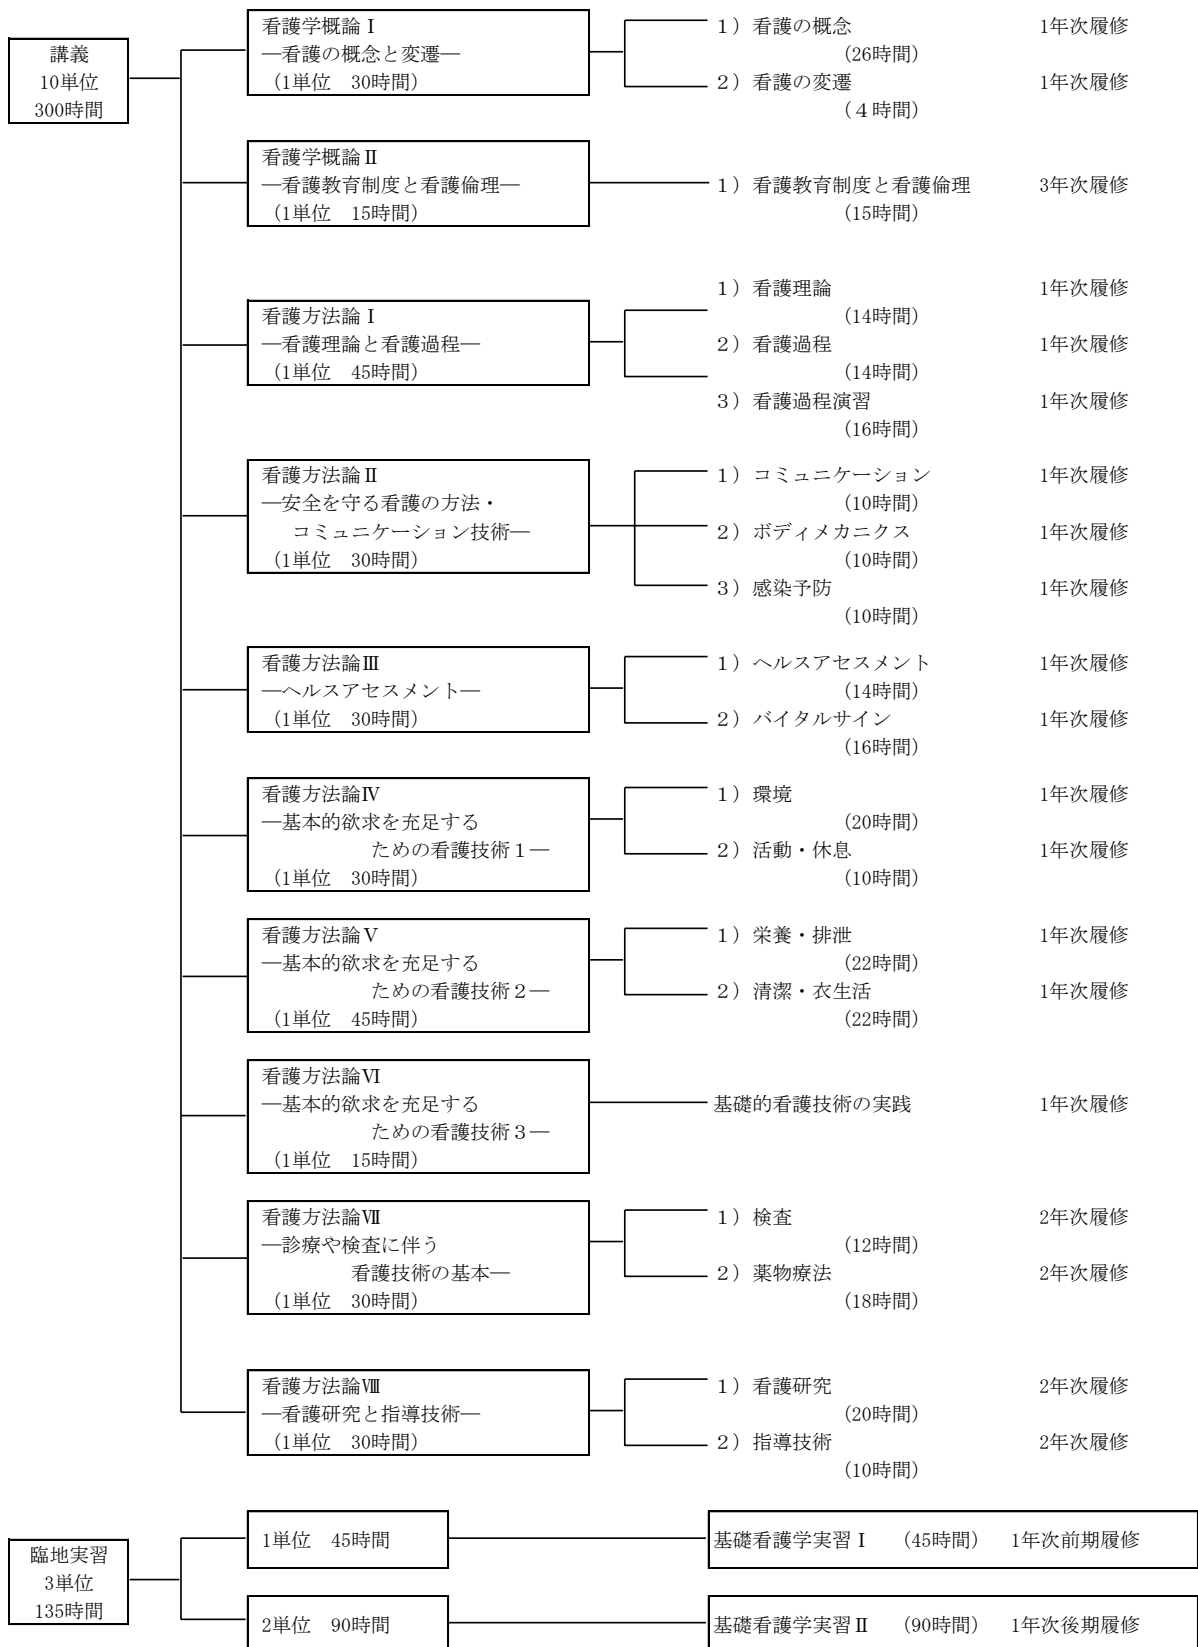 講義
10単位
300時間
看護学概論Ⅰ
―看護の概念と変遷―
(1単位　30時間)
1）看護の概念　1年次履修
(26時間)
2）看護の変遷　1年次履修
(４時間)
看護学概論Ⅱ
―看護教育制度と看護倫理―
(1単位　15時間)
1）看護教育制度と看護倫理　3年次履修
(15時間)
看護方法論Ⅰ
―看護理論と看護過程―
(1単位　45時間)
1）看護理論　1年次履修
(14時間)
2）看護過程　1年次履修
(14時間)
3）看護過程演習　1年次履修
(16時間)
看護方法論Ⅱ
―安全を守る看護の方法・
コミュニケーション技術―
(1単位　30時間)
1）コミュニケーション　1年次履修
(10時間)
2）ボディメカニクス　1年次履修
(10時間)
3）感染予防　1年次履修
(10時間)
看護方法論Ⅲ
―ヘルスアセスメント―
(1単位　30時間)
1）ヘルスアセスメント　1年次履修
(14時間)
2）バイタルサイン　1年次履修
(16時間)
看護方法論Ⅳ
―基本的欲求を充足する
ための看護技術１―
(1単位　30時間)
1）環境　1年次履修
(20時間)
2）活動・休息　1年次履修
(10時間)
看護方法論Ⅴ
―基本的欲求を充足する
ための看護技術２―
(1単位　45時間)
1）栄養・排泄　1年次履修
(22時間)
2）清潔・衣生活　1年次履修
(22時間)
看護方法論Ⅵ
―基本的欲求を充足する
ための看護技術３―
(1単位　15時間)
基礎的看護技術の実践　1年次履修
看護方法論Ⅶ
―診療や検査に伴う
看護技術の基本―
(1単位　30時間)
1）検査　2年次履修
(12時間)
2）薬物療法　2年次履修
(18時間)
看護方法論Ⅷ
―看護研究と指導技術―
(1単位　30時間)
1）看護研究　2年次履修
(20時間)
2）指導技術　2年次履修
(10時間)
臨地実習
3単位
135時間
1単位　45時間
基礎看護学実習Ⅰ　(45時間)　1年次前期履修
2単位　90時間
基礎看護学実習Ⅱ　(90時間)　1年次後期履修